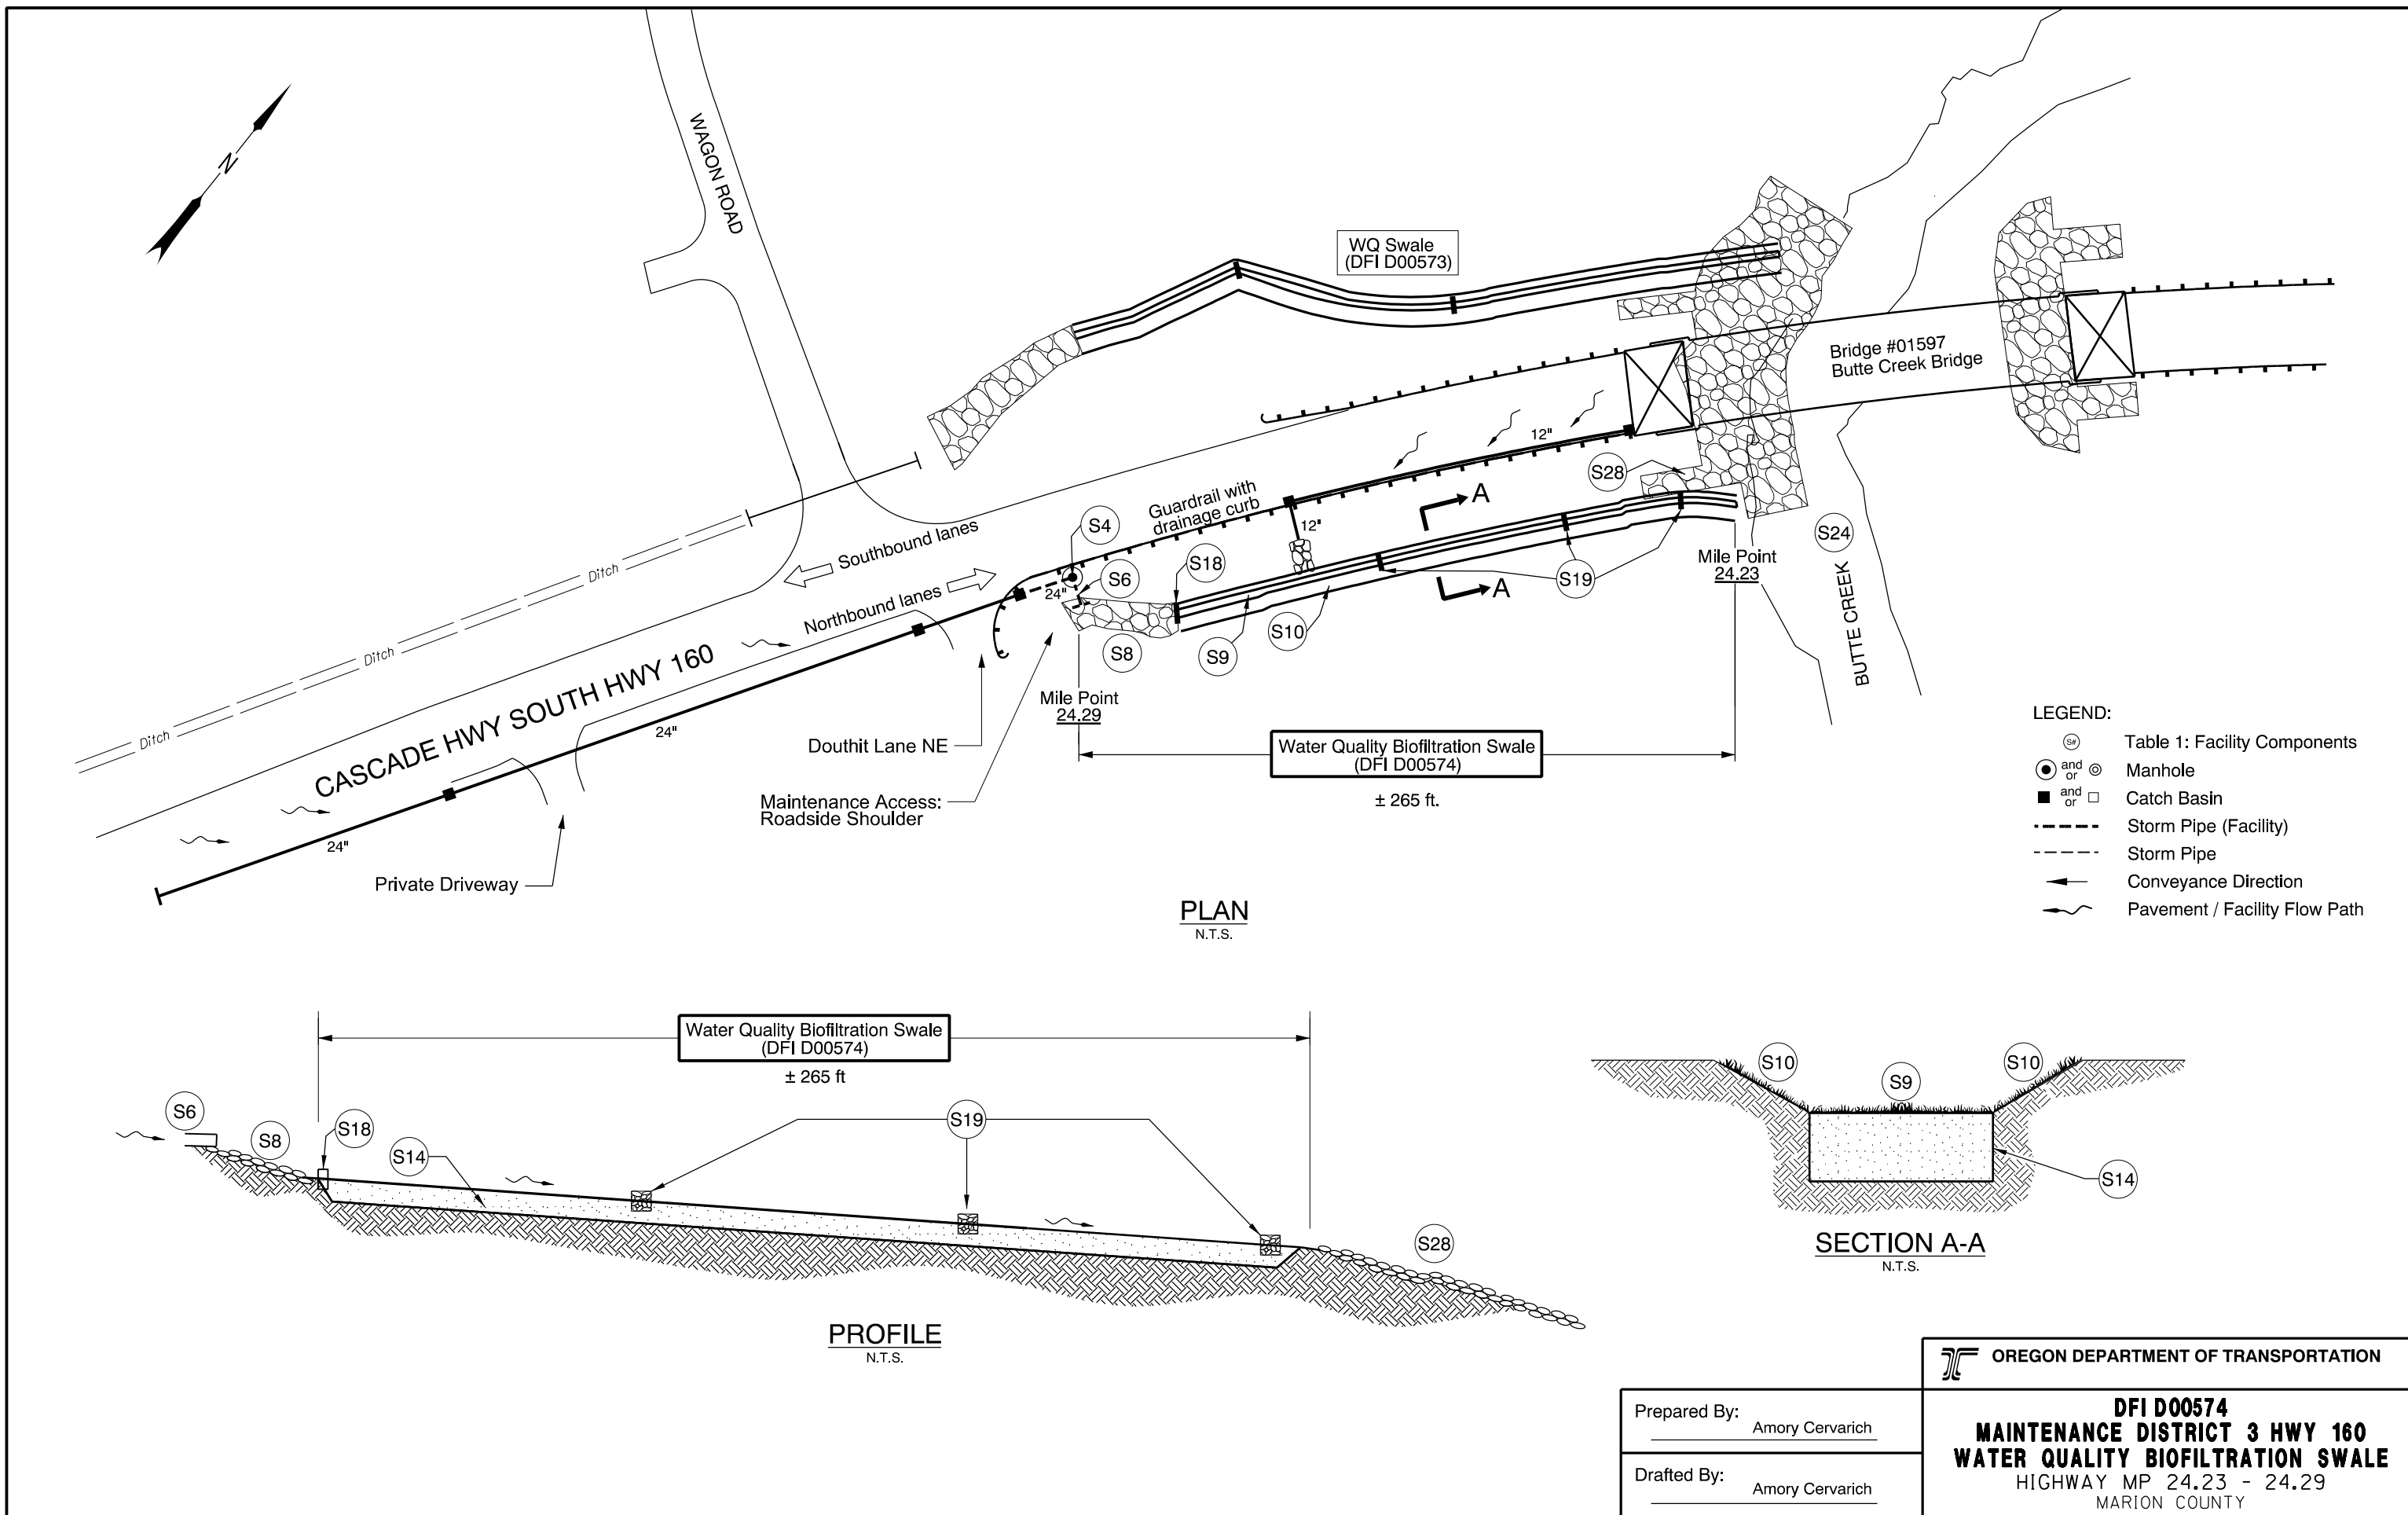 N
WAGON ROAD
WQ Swale
(DFI D00573)
Bridge #01597
Butte Creek Bridge
12"
S28
A
Guardrail with
drainage curb
12"
S4
S18
S6
24"
Southbound lanes
Northbound lanes
Ditch
Ditch
Ditch
CASCADE HWY SOUTH HWY 160
24"
24"
S8
S9
S10
A
S19
Mile Point
24.23
S24
BUTTE CREEK
Mile Point
24.29
Douthit Lane NE
Maintenance Access:
Roadside Shoulder
Private Driveway
Water Quality Biofiltration Swale
(DFI D00574)
± 265 ft.
PLAN
N.T.S.
LEGEND:
S# Table 1: Facility Components
and
or
Manhole
and
or
Catch Basin
Storm Pipe (Facility)
Storm Pipe
Conveyance Direction
Pavement / Facility Flow Path
Water Quality Biofiltration Swale
(DFI D00574)
± 265 ft
S6
S8
S18
S14
S19
S28
PROFILE
N.T.S.
S10
S9
S10
S14
SECTION A-A
N.T.S.
OREGON DEPARTMENT OF TRANSPORTATION
Prepared By:
Amory Cervarich
Drafted By:
Amory Cervarich
DFI D00574
MAINTENANCE DISTRICT 3 HWY 160
WATER QUALITY BIOFILTRATION SWALE
HIGHWAY MP 24.23 - 24.29
MARION COUNTY